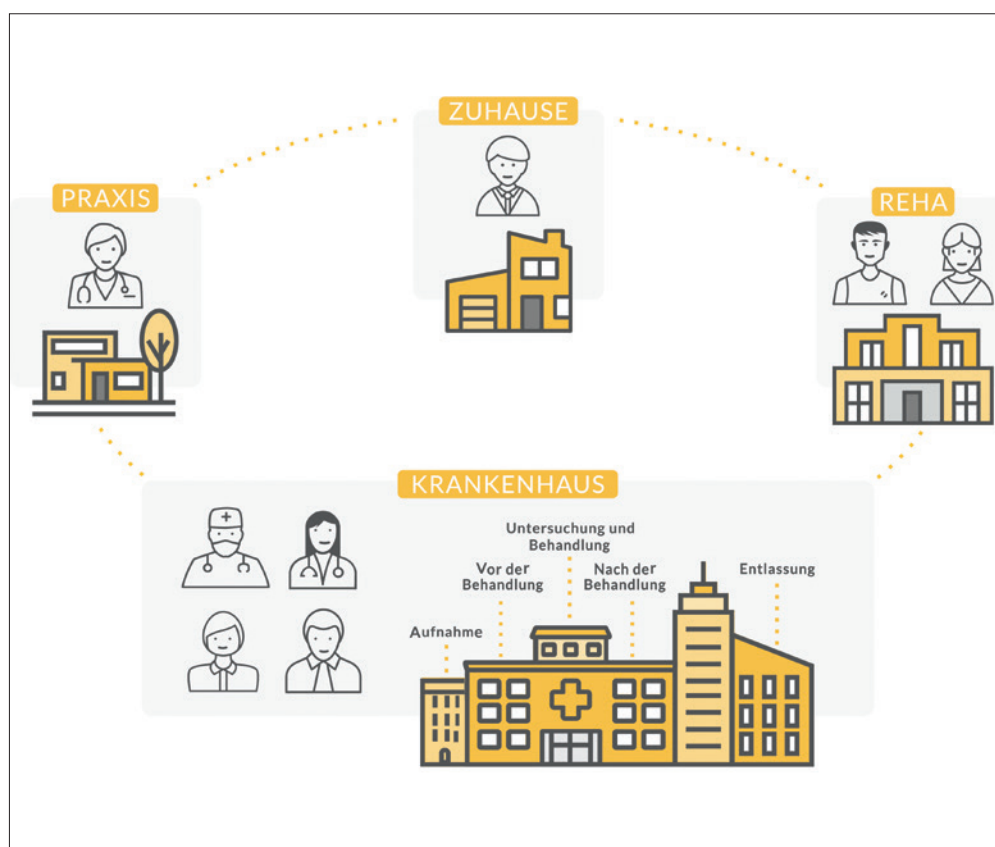 ZUHAUSE
PRAXIS
REHA
KRANKENHAUS
Untersuchung und
Behandlung
Vor der
Behandlung
Nach der
Behandlung
Entlassung
Aufnahme